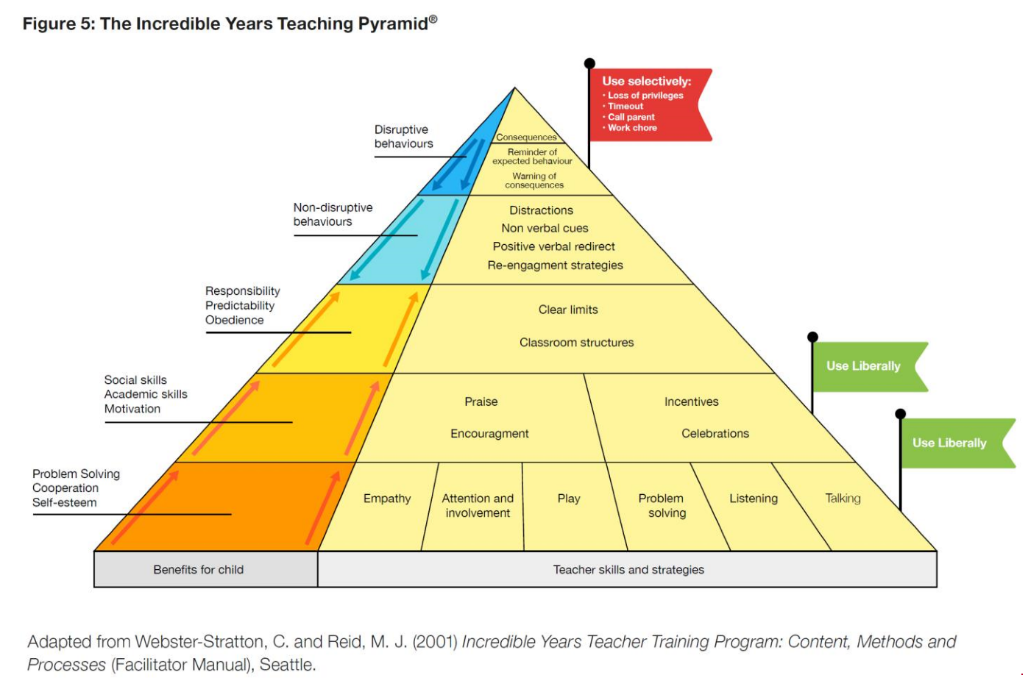 Figure 5: The Incredible Years Teaching Pyramid®
Use selectively:
• Loss of privileges
• Timeout
• Call parent
• Work chore
Disruptive
behaviours
Consequences
Reminder of
expected behaviour
Warning of
consequences
Non-disruptive
behaviours
Distractions
Non verbal cues
Positive verbal redirect
Re-engagment strategies
Responsibility
Predictability
Obedience
Clear limits
Classroom structures
Use Liberally
Social skills
Academic skills
Motivation
Praise
Encouragment
Incentives
Celebrations
Use Liberally
Problem Solving
Cooperation
Self-esteem
Empathy
Attention and
involvement
Play
Problem
solving
Listening
Talking
Benefits for child
Teacher skills and strategies
Adapted from Webster-Stratton, C. and Reid, M. J. (2001) Incredible Years Teacher Training Program: Content, Methods and
Processes (Facilitator Manual), Seattle.